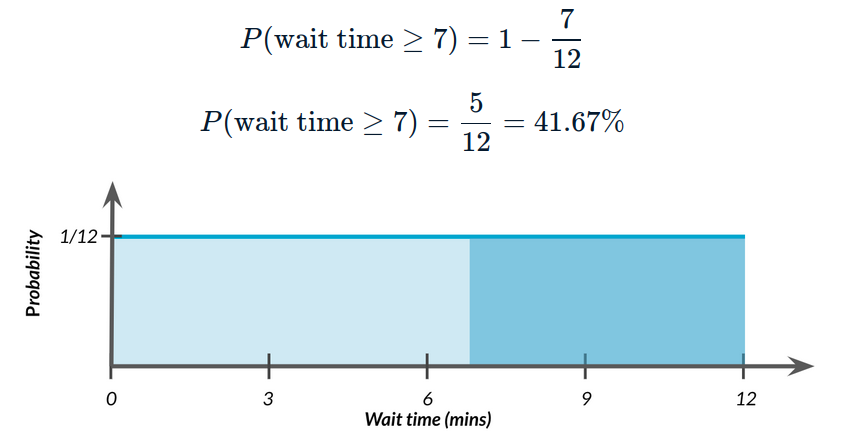 P(wait time ≥ 7) = 1 − 7/12
P(wait time ≥ 7) = 5/12 = 41.67%
Probability
1/12
0 3 6 9 12
Wait time (mins)